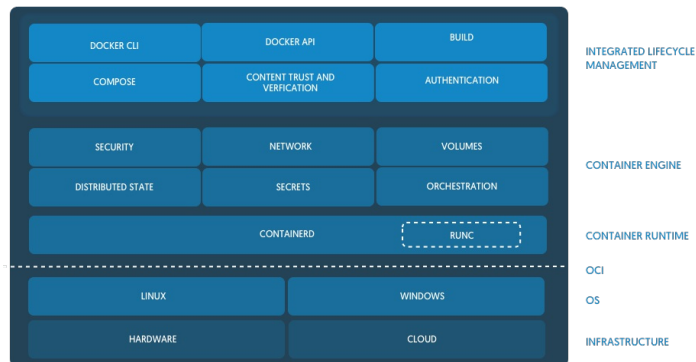 DOCKER CLI
DOCKER API
BUILD
COMPOSE
CONTENT TRUST AND
VERFICATION
AUTHENTICATION
INTEGRATED LIFECYCLE
MANAGEMENT
SECURITY
NETWORK
VOLUMES
DISTRIBUTED STATE
SECRETS
ORCHESTRATION
CONTAINER ENGINE
CONTAINERD
RUNC
CONTAINER RUNTIME
OCI
LINUX
WINDOWS
OS
HARDWARE
CLOUD
INFRASTRUCTURE